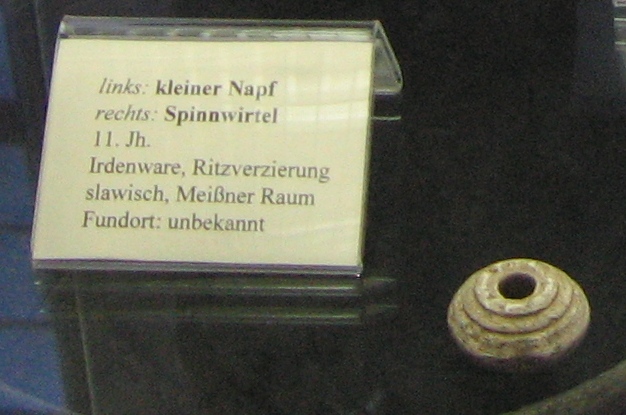 links: kleiner Napf
rechts: Spinnwirtel
11. Jh.
Irdenware, Ritzverzierung
slawisch, Meißner Raum
Fundort: unbekannt